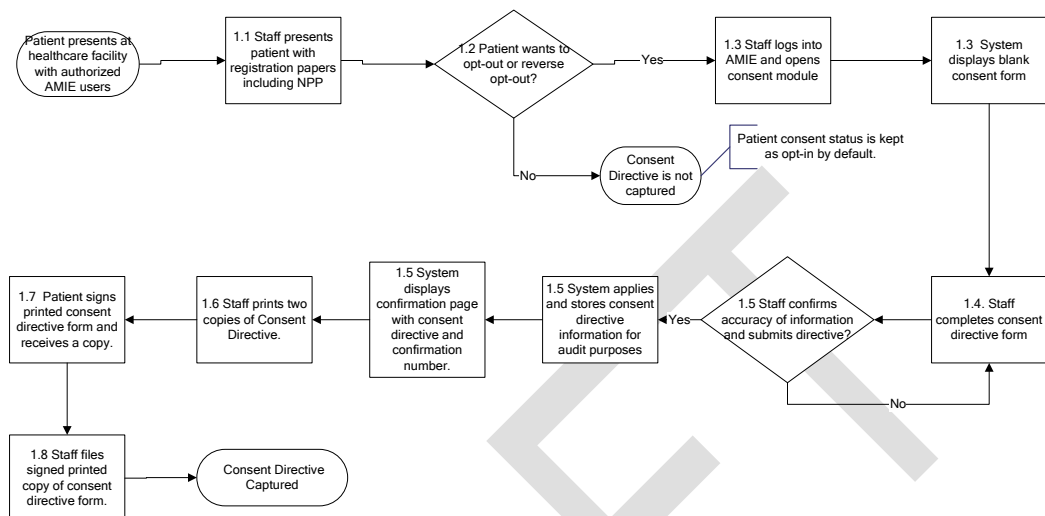 Patient presents at
healthcare facility
with authorized
AMIE users
1.1 Staff presents
patient with
registration papers
including NPP
1.2 Patient wants to
opt-out or reverse
opt-out?
Yes
1.3 Staff logs into
AMIE and opens
consent module
1.3 System
displays blank
consent form
No
Consent
Directive is not
captured
Patient consent status is kept
as opt-in by default.
1.4. Staff
completes consent
directive form
1.5 Staff confirms
accuracy of information
and submits directive?
No
Yes
1.5 System applies
and stores consent
directive
information for
audit purposes
1.5 System
displays
confirmation page
with consent
directive and
confirmation
number.
1.6 Staff prints two
copies of Consent
Directive.
1.7 Patient signs
printed consent
directive form and
receives a copy.
1.8 Staff files
signed printed
copy of consent
directive form.
Consent Directive
Captured